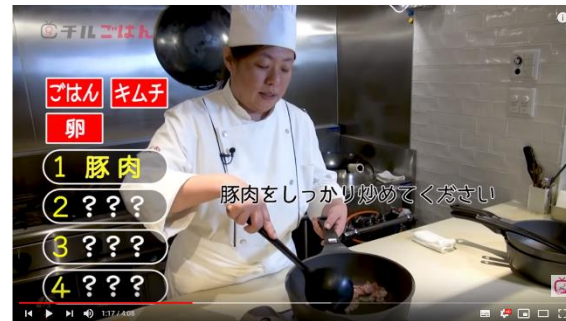 チルごはん
ごはん キムチ
卵
1 豚肉
2 ???
3 ???
4 ???
豚肉をしっかり炒めてください
1:17 / 4:08